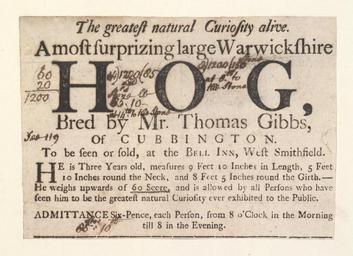 The greatest natural Curiosity alive.
A most surprizing large Warwickshire
60
20
1200
HOG,
Bred by Mr. Thomas Gibbs,
OF CUBBINGTON.
To be seen or sold, at the BELL INN, West Smithfield.
HE is Three Years old, measures 9 Feet 10 Inches in Length, 5 Feet
10 Inches round the Neck, and 8 Feet 5 Inches round the Girth.—
He weighs upwards of 60 Score, and is allowed by all Persons who have
seen him to be the greatest natural Curiosity ever exhibited to the Public.
ADMITTANCE Six-Pence, each Person, from 8 o'Clock in the Morning
till 8 in the Evening.